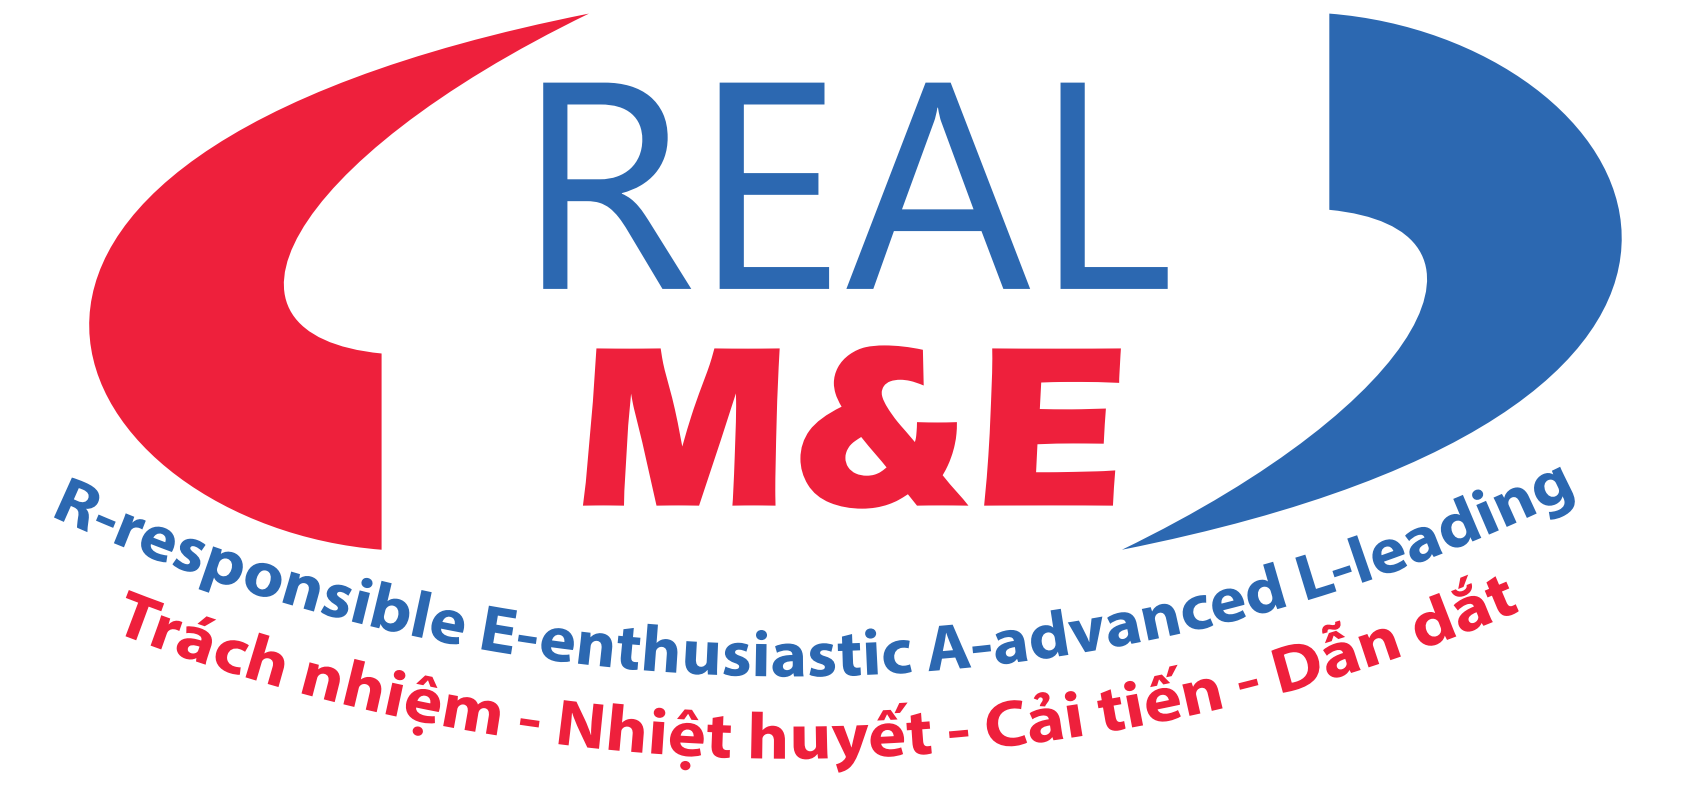 REAL
M&E
R-responsible E-enthusiastic A-advanced L-leading
Trách nhiệm - Nhiệt huyết - Cải tiến - Dẫn dắt